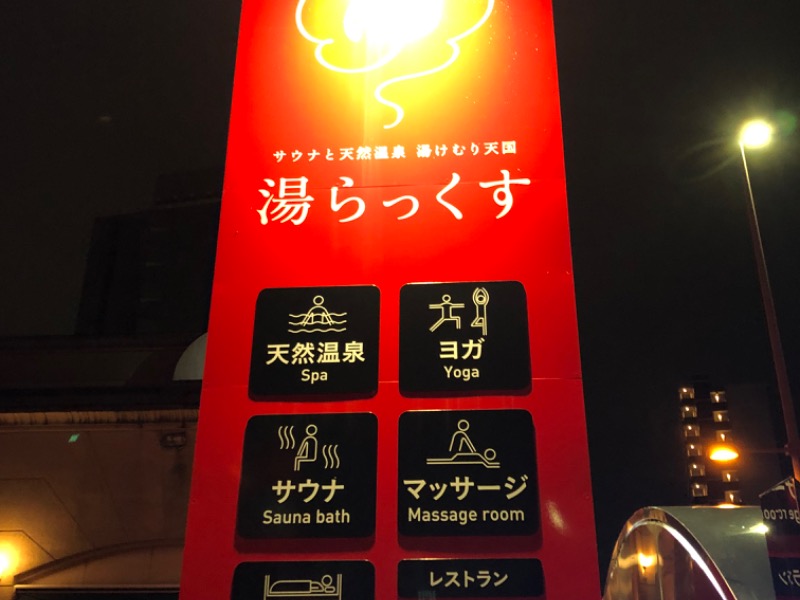 サウナと天然温泉 湯けむり天国
湯らっくす
天然温泉
Spa
ヨガ
Yoga
サウナ
Sauna bath
マッサージ
Massage room
レストラン